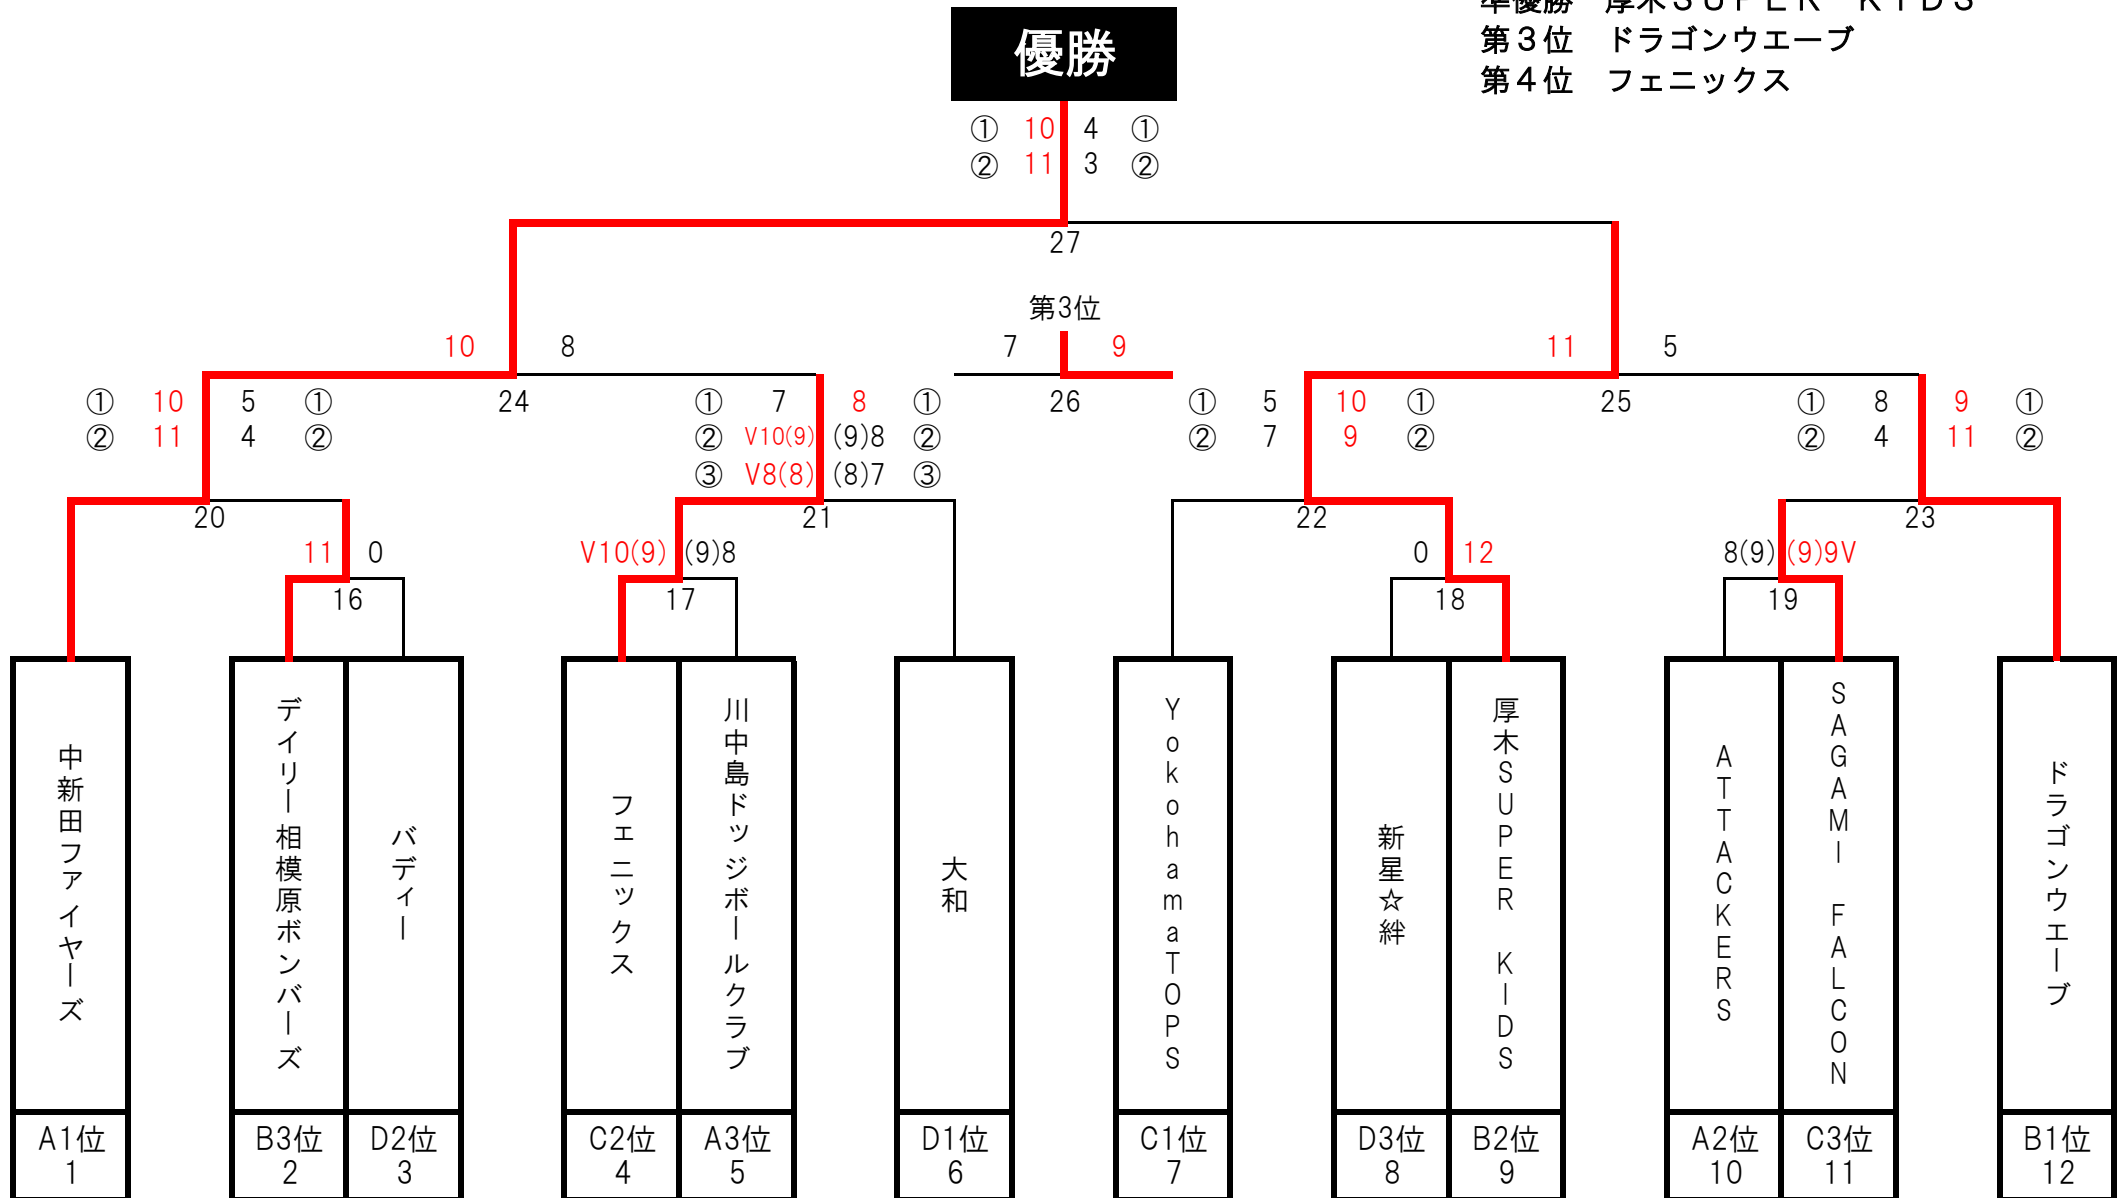 準優勝　厚木ＳＵＰＥＲ　ＫＩＤＳ
優勝
第３位　ドラゴンウエーブ
第４位　フェニックス
① 10 4 ①
② 11 3 ②
27
第3位
10 8 7 9 11 5
① 10 5 ① 24 ① 7 8 ① 26 ① 5 10 ① 25 ① 8 9 ①
② 11 4 ② ② V10(9) (9)8 ② ② 7 9 ② ② 4 11 ②
③ V8(8) (8)7 ③
20 21 22 23
11 0 V10(9) (9)8 0 12 8(9) (9)9V
16 17 18 19
中新田ファイヤーズ
デイリー相模原ボンバーズ
バディー
フェニックス
川中島ドッジボールクラブ
大和
YokohamaTOPS
新星☆絆
厚木SUPER　KIDS
ATTACKERS
SAGAMI　FALCON
ドラゴンウエーブ
A1位 B3位 D2位 C2位 A3位 D1位 C1位 D3位 B2位 A2位 C3位 B1位
1 2 3 4 5 6 7 8 9 10 11 12